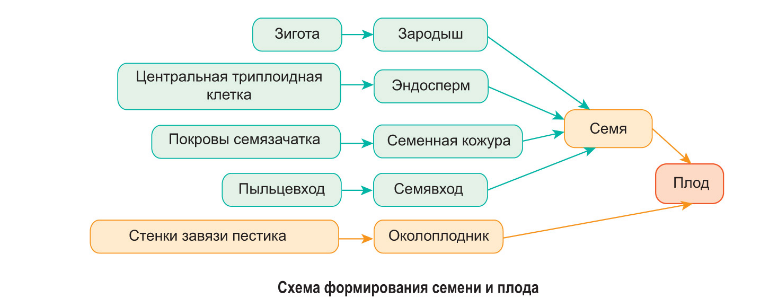 Зигота
Зародыш
Центральная триплоидная
клетка
Эндосперм
Покровы семязачатка
Семенная кожура
Семя
Пыльцевход
Семявход
Плод
Стенки завязи пестика
Околоплодник
Схема формирования семени и плода